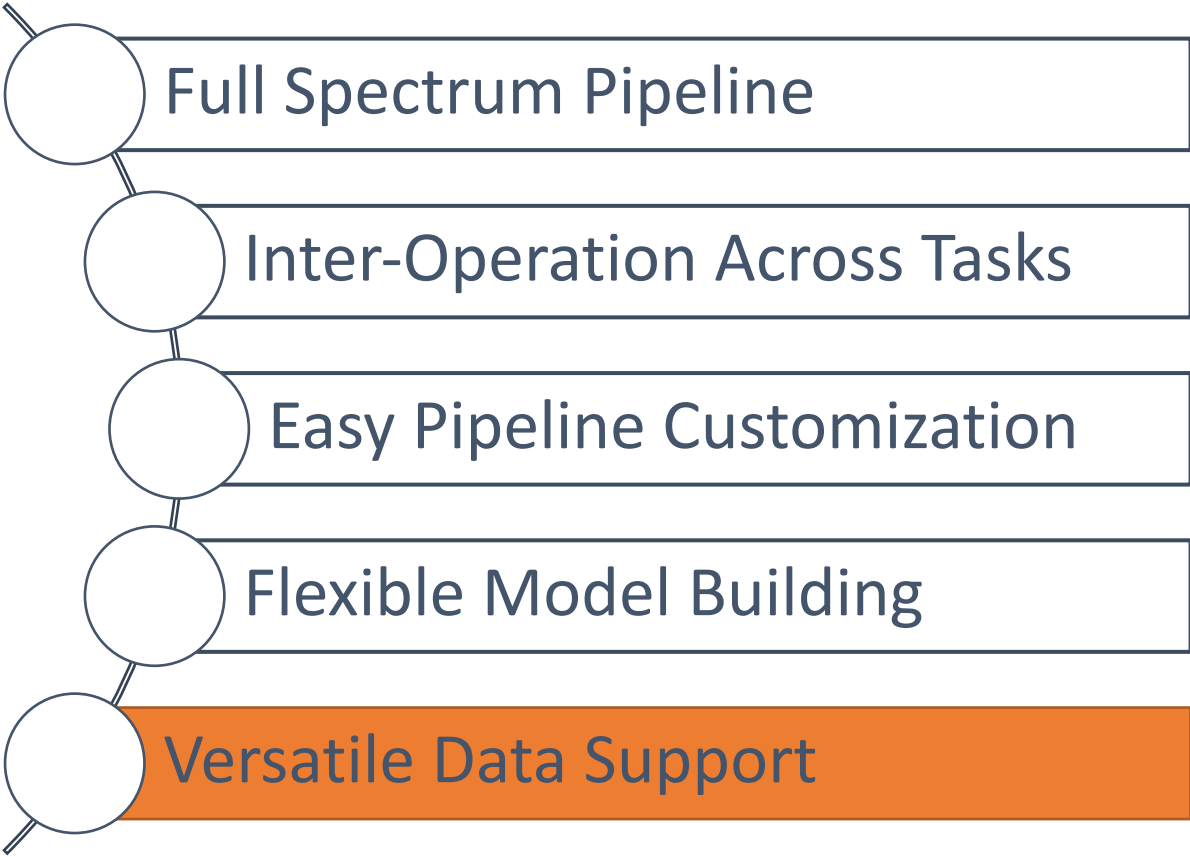 Full Spectrum Pipeline
Inter-Operation Across Tasks
Easy Pipeline Customization
Flexible Model Building
Versatile Data Support